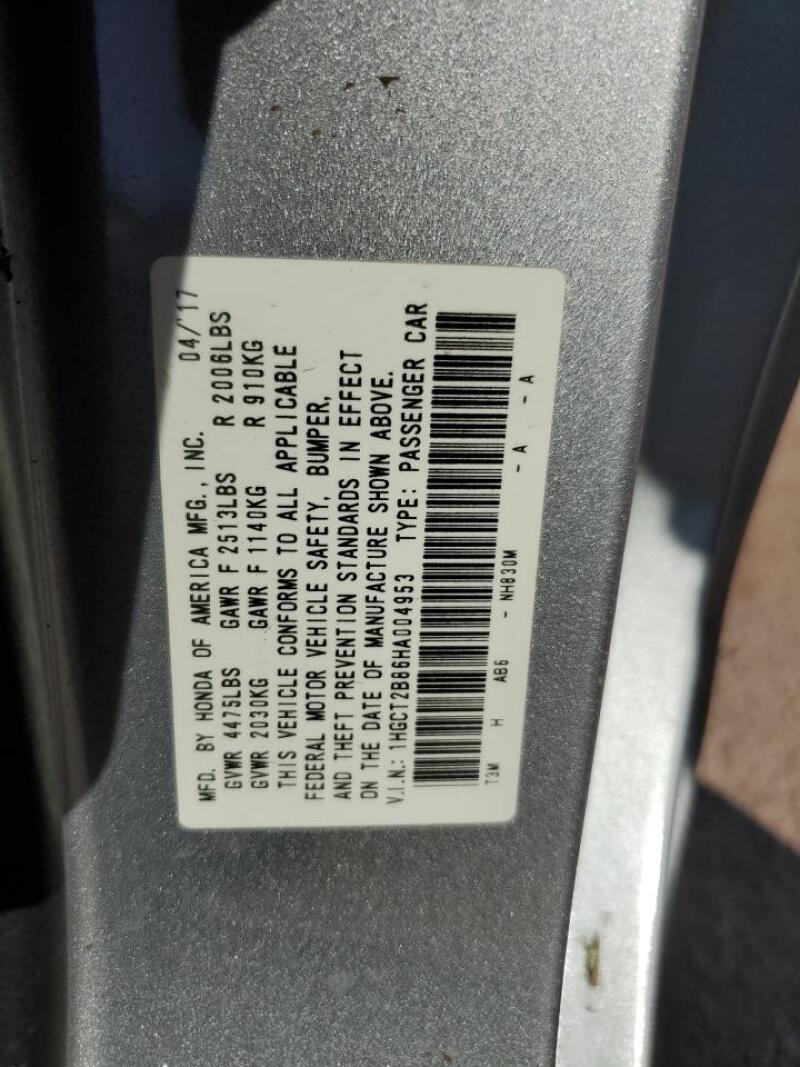 MFD. BY HONDA OF AMERICA MFG., INC. 04/'17
GVWR 4475LBS GAWR F 2513LBS R 2006LBS
GVWR 2030KG GAWR F 1140KG R 910KG
THIS VEHICLE CONFORMS TO ALL APPLICABLE
FEDERAL MOTOR VEHICLE SAFETY, BUMPER,
AND THEFT PREVENTION STANDARDS IN EFFECT
ON THE DATE OF MANUFACTURE SHOWN ABOVE.
V.I.N.: 1HGCT2B86HA004953 TYPE: PASSENGER CAR
T3M H AB6 - NH830M - A - A